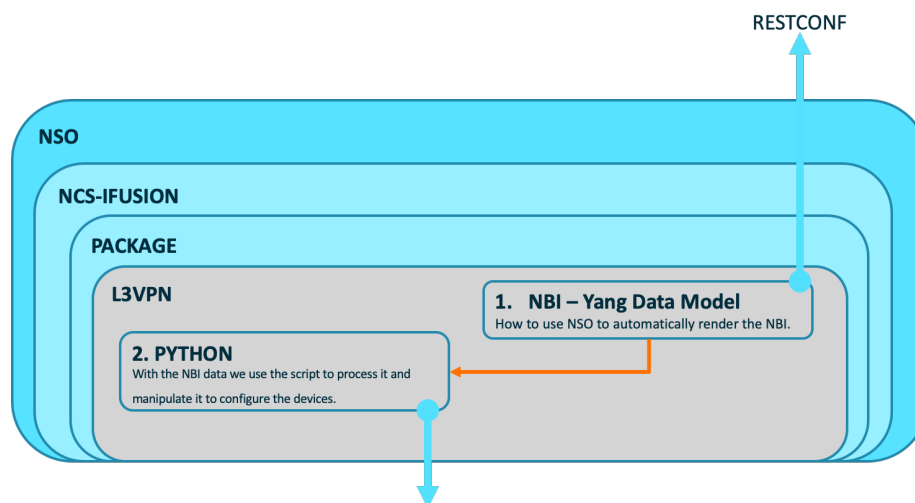 RESTCONF
NSO
NCS-IFUSION
PACKAGE
L3VPN
1. NBI – Yang Data Model
How to use NSO to automatically render the NBI.
2. PYTHON
With the NBI data we use the script to process it and
manipulate it to configure the devices.